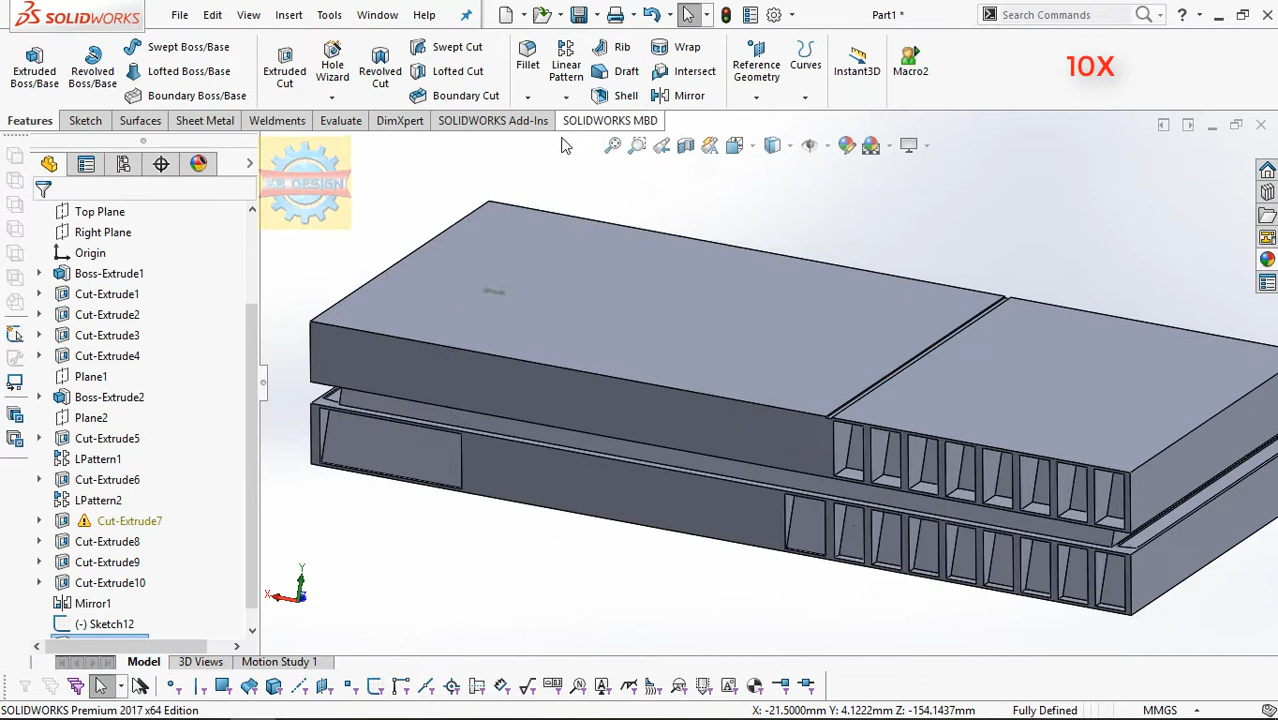 SOLIDWORKS File Edit View Insert Tools Window Help Part1 * Search Commands ?
10X
Extruded Boss/Base Revolved Boss/Base Swept Boss/Base Lofted Boss/Base Boundary Boss/Base Extruded Cut Hole Wizard Revolved Cut Swept Cut Lofted Cut Boundary Cut Fillet Linear Pattern Rib Draft Shell Wrap Intersect Mirror Reference Geometry Curves Instant3D Macro2
Features Sketch Surfaces Sheet Metal Weldments Evaluate DimXpert SOLIDWORKS Add-Ins SOLIDWORKS MBD
KS DESIGN
Top Plane
Right Plane
Origin
Boss-Extrude1
Cut-Extrude1
Cut-Extrude2
Cut-Extrude3
Cut-Extrude4
Plane1
Boss-Extrude2
Plane2
Cut-Extrude5
LPattern1
Cut-Extrude6
LPattern2
Cut-Extrude7
Cut-Extrude8
Cut-Extrude9
Cut-Extrude10
Mirror1
(-) Sketch12
Y
X
Model 3D Views Motion Study 1
SOLIDWORKS Premium 2017 x64 Edition X: -21.5000mm Y: 4.1222mm Z: -154.1437mm Fully Defined MMGS